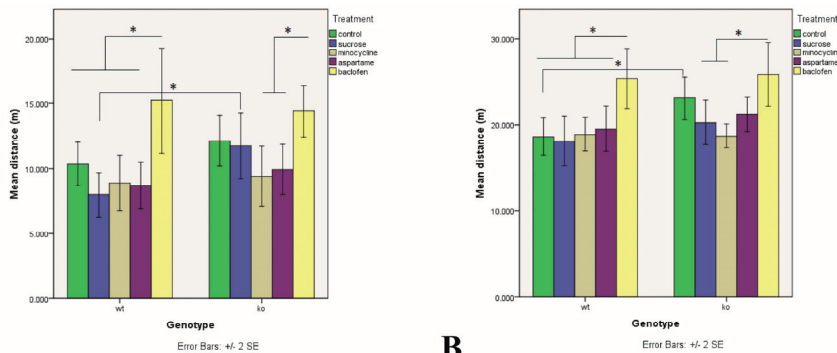 Treatment
control
sucrose
minocycline
aspartame
baclofen
*
*
*
20.000
15.000
10.000
5.000
0.000
Mean distance (m)
wt
ko
Genotype
Error Bars: +/- 2 SE
B
Treatment
control
sucrose
minocycline
aspartame
baclofen
*
*
*
30.000
20.000
10.000
0.000
Mean distance (m)
wt
ko
Genotype
Error Bars: +/- 2 SE